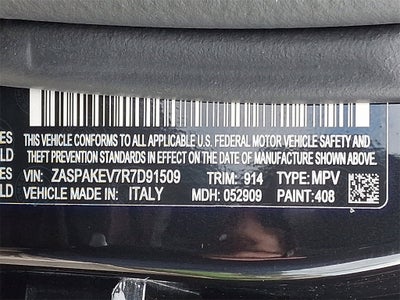 ES THIS VEHICLE CONFORMS TO ALL APPLICABLE U.S. FEDERAL MOTOR VEHICLE SAFETY AND
LD THEFT PREVENTION STANDARDS IN EFFECT ON THE DATE OF MANUFACTURE SHOWN ABOVE.
ES VIN: ZASPAKEV7R7D91509 TRIM: 914 TYPE: MPV
LD VEHICLE MADE IN: ITALY MDH: 052909 PAINT: 408